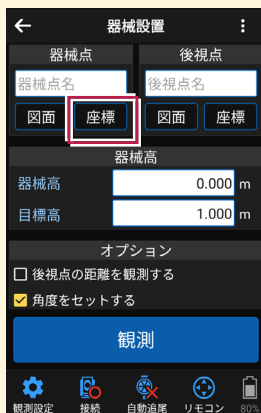 器械設置
器械点 後視点
器械点名 後視点名
図面 座標 図面 座標
器械高
器械高 0.000 m
目標高 1.000 m
オプション
後視点の距離を観測する
角度をセットする
観測
観測設定 接続 自動追尾 リモコン 80%